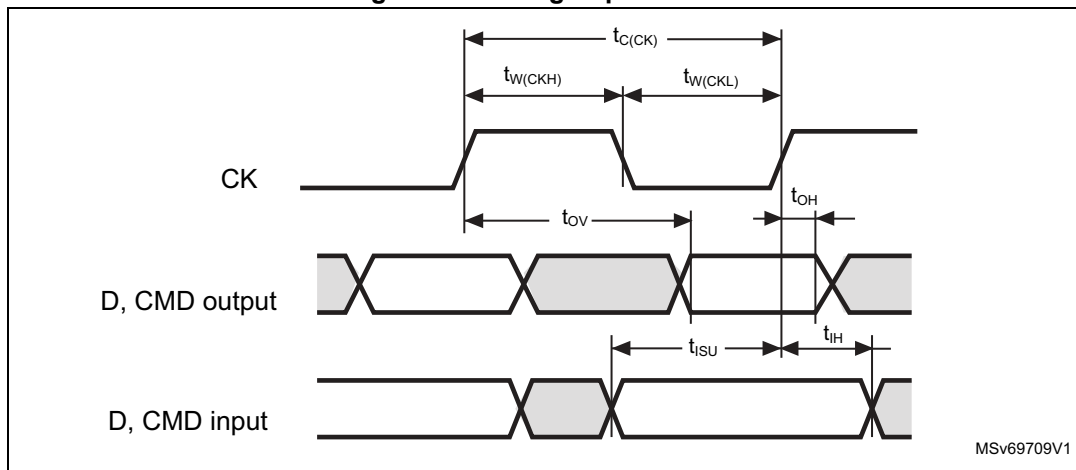 tC(CK)
tW(CKH) tW(CKL)
CK
tOH
tOV
D, CMD output
tISU tIH
D, CMD input
MSv69709V1